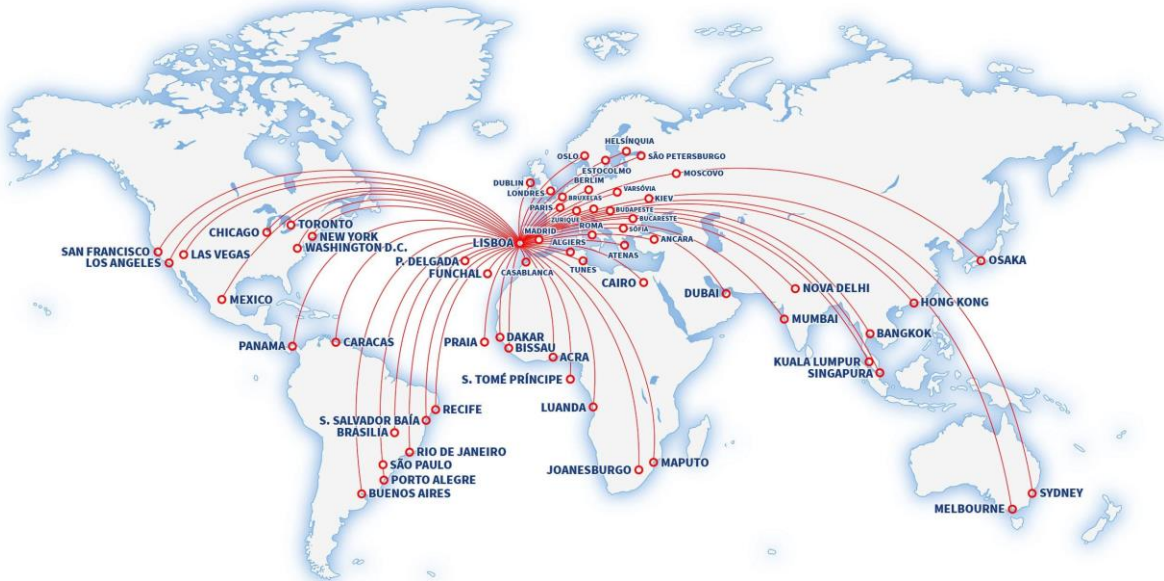 HELSÍNQUIA
OSLO
SÃO PETERSBURGO
ESTOCOLMO
MOSCOVO
DUBLIN
BERLIM
LONDRES
VARSÓVIA
BRUXELAS
KIEV
PARIS
BUDAPESTE
ZURIQUE
BUCARESTE
ROMA
SÓFIA
MADRID
LISBOA
ANCARA
ALGIERS
ATENAS
CASABLANCA
TUNES
TORONTO
CHICAGO
NEW YORK
WASHINGTON D.C.
SAN FRANCISCO
LAS VEGAS
LOS ANGELES
P. DELGADA
FUNCHAL
OSAKA
CAIRO
DUBAI
NOVA DELHI
MEXICO
HONG KONG
MUMBAI
BANGKOK
PANAMA
CARACAS
PRAIA
DAKAR
BISSAU
ACRA
KUALA LUMPUR
SINGAPURA
S. TOMÉ PRÍNCIPE
RECIFE
LUANDA
S. SALVADOR BAÍA
BRASILIA
RIO DE JANEIRO
SÃO PAULO
JOANESBURGO
MAPUTO
PORTO ALEGRE
BUENOS AIRES
SYDNEY
MELBOURNE